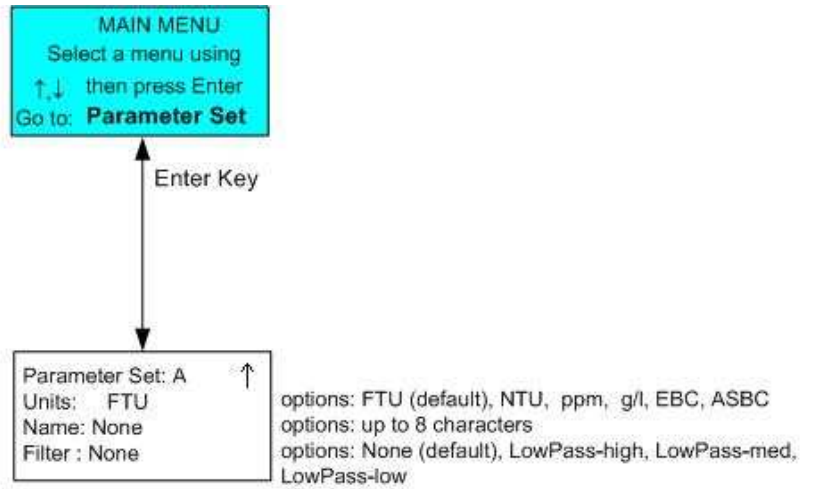 MAIN MENU
Select a menu using
↑,↓ then press Enter
Go to: Parameter Set
Enter Key
Parameter Set: A ↑
Units: FTU
options: FTU (default), NTU, ppm, g/l, EBC, ASBC
Name: None
options: up to 8 characters
Filter : None
options: None (default), LowPass-high, LowPass-med,
LowPass-low